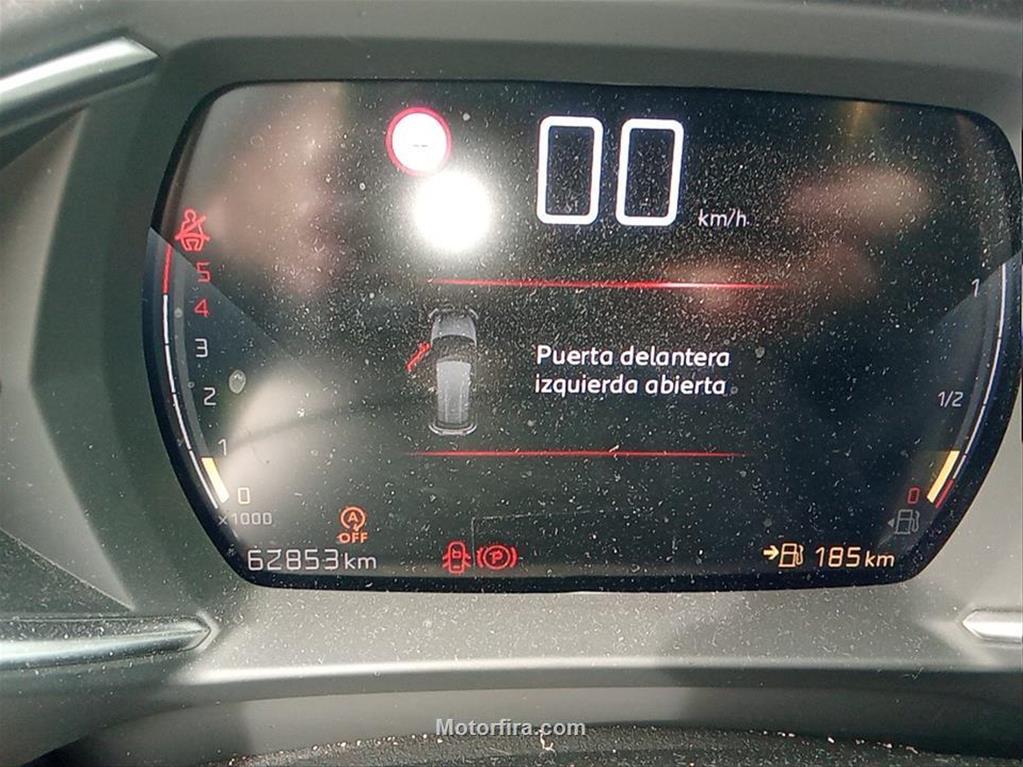 00 km/h
5
4
3
2
1
0
x1000
1
1/2
0
Puerta delantera
izquierda abierta
A
OFF
62853 km
P
185 km
Motorfira.com